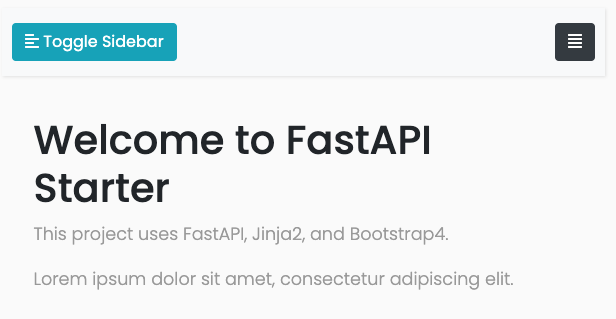 Toggle Sidebar
Welcome to FastAPI
Starter
This project uses FastAPI, Jinja2, and Bootstrap4.
Lorem ipsum dolor sit amet, consectetur adipiscing elit.